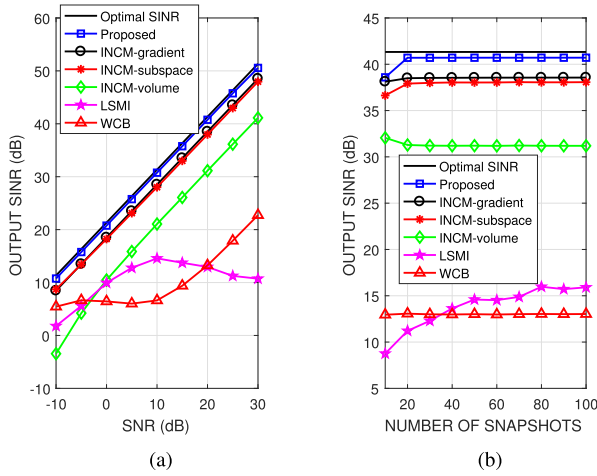 60
50
40
30
20
10
0
-10
-10
0
10
20
30
OUTPUT SINR (dB)
SNR (dB)
Optimal SINR
Proposed
INCM-gradient
INCM-subspace
INCM-volume
LSMI
WCB
(a)
45
40
35
30
25
20
15
10
5
20
40
60
80
100
OUTPUT SINR (dB)
NUMBER OF SNAPSHOTS
Optimal SINR
Proposed
INCM-gradient
INCM-subspace
INCM-volume
LSMI
WCB
(b)